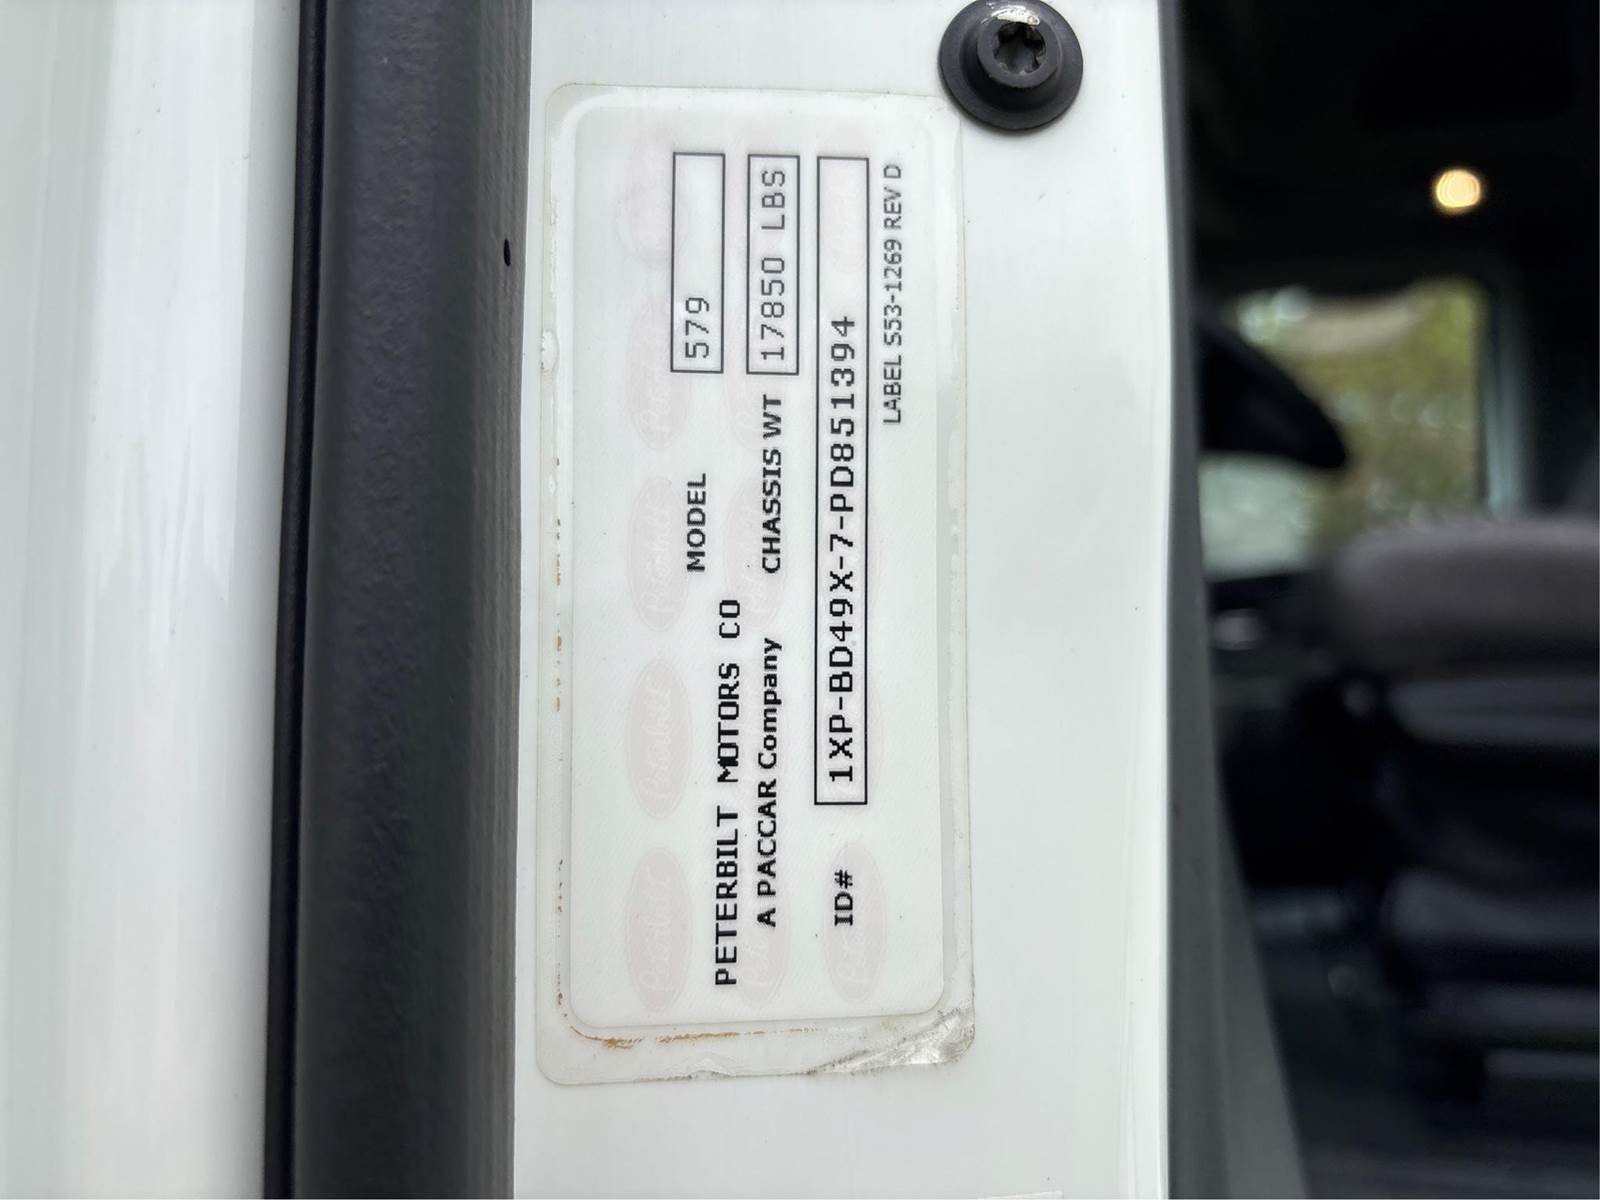 MODEL 579
PETERBILT MOTORS CO
A PACCAR Company CHASSIS WT 17850 LBS
ID# 1XP-BD49X-7-PD851394
LABEL S53-1269 REV D